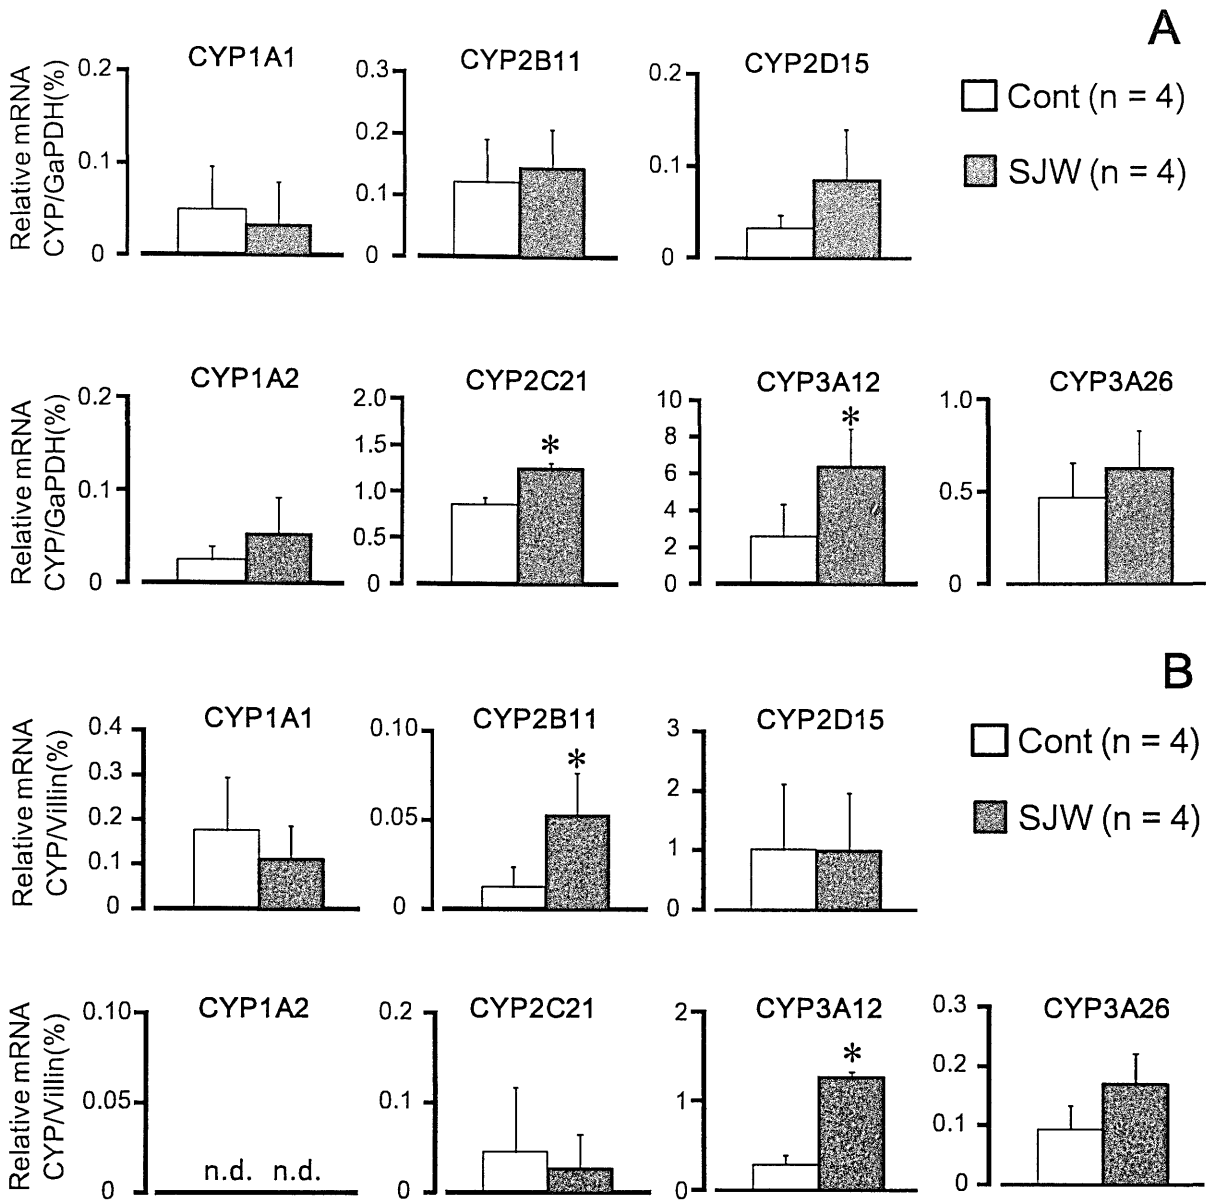 A
CYP1A1
CYP2B11
CYP2D15
Relative mRNA
CYP/GaPDH(%)
0.2
0.1
0
0.3
0.2
0.1
0
0.2
0.1
0
Cont (n = 4)
SJW (n = 4)
CYP1A2
CYP2C21
CYP3A12
CYP3A26
Relative mRNA
CYP/GaPDH(%)
0.2
0.1
0
2.0
1.5
1.0
0.5
0
*
10
8
6
4
2
0
*
1.0
0.5
0
B
CYP1A1
CYP2B11
CYP2D15
Relative mRNA
CYP/Villin(%)
0.4
0.3
0.2
0.1
0
0.10
0.05
0
*
3
2
1
0
Cont (n = 4)
SJW (n = 4)
CYP1A2
CYP2C21
CYP3A12
CYP3A26
Relative mRNA
CYP/Villin(%)
0.10
0.05
0
n.d. n.d.
0.2
0.1
0
2
1
0
*
0.3
0.2
0.1
0